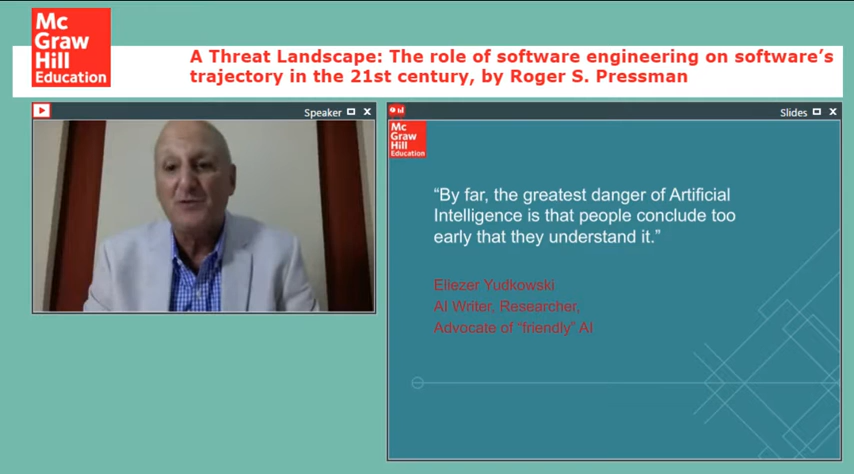 Mc
Graw
Hill
Education
A Threat Landscape: The role of software engineering on software's
trajectory in the 21st century, by Roger S. Pressman
Speaker
Slides
Mc
Graw
Hill
Education
“By far, the greatest danger of Artificial
Intelligence is that people conclude too
early that they understand it.”
Eliezer Yudkowski
AI Writer, Researcher,
Advocate of “friendly” AI